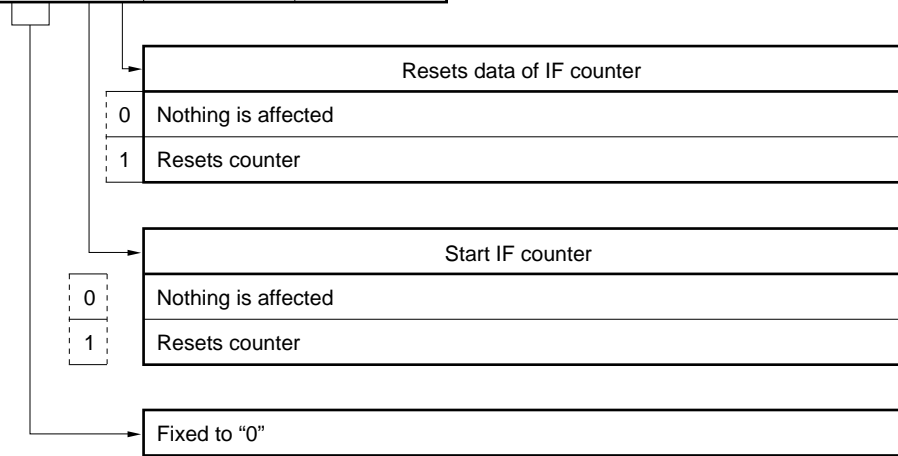 Resets data of IF counter
0 Nothing is affected
1 Resets counter
Start IF counter
0 Nothing is affected
1 Resets counter
Fixed to “0”